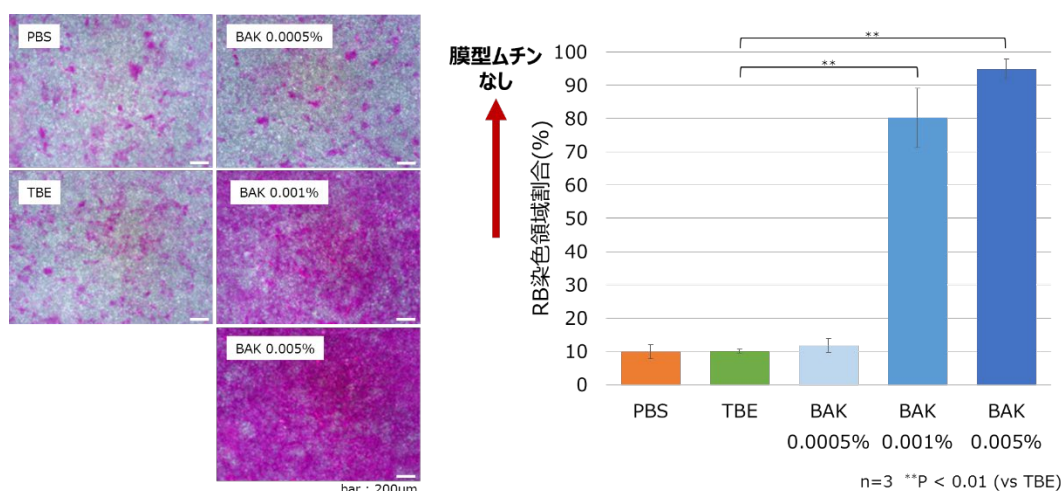 PBS
BAK 0.0005%
TBE
BAK 0.001%
BAK 0.005%
bar : 200μm
膜型ムチン
なし
RB染色領域割合(%)
100
90
80
70
60
50
40
30
20
10
0
**
**
PBS
TBE
BAK
0.0005%
BAK
0.001%
BAK
0.005%
n=3 **P < 0.01 (vs TBE)